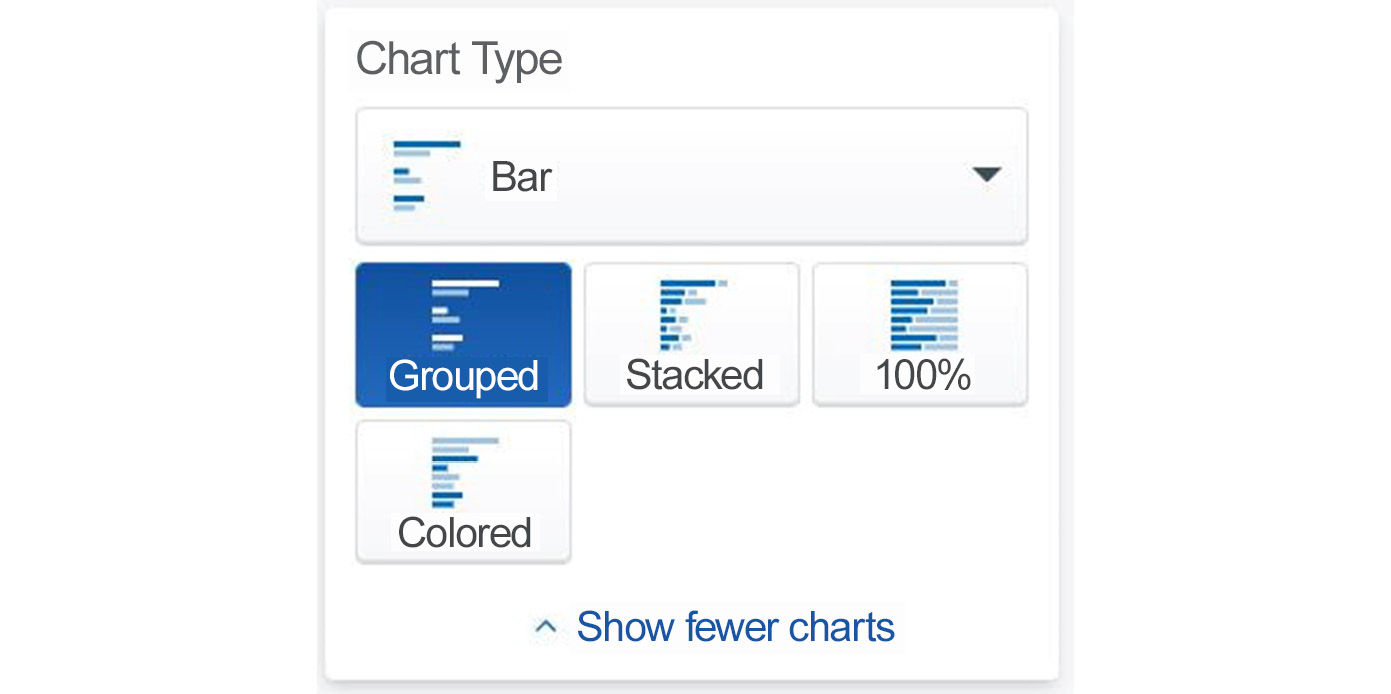 Chart Type
Bar
Grouped
Stacked
100%
Colored
Show fewer charts